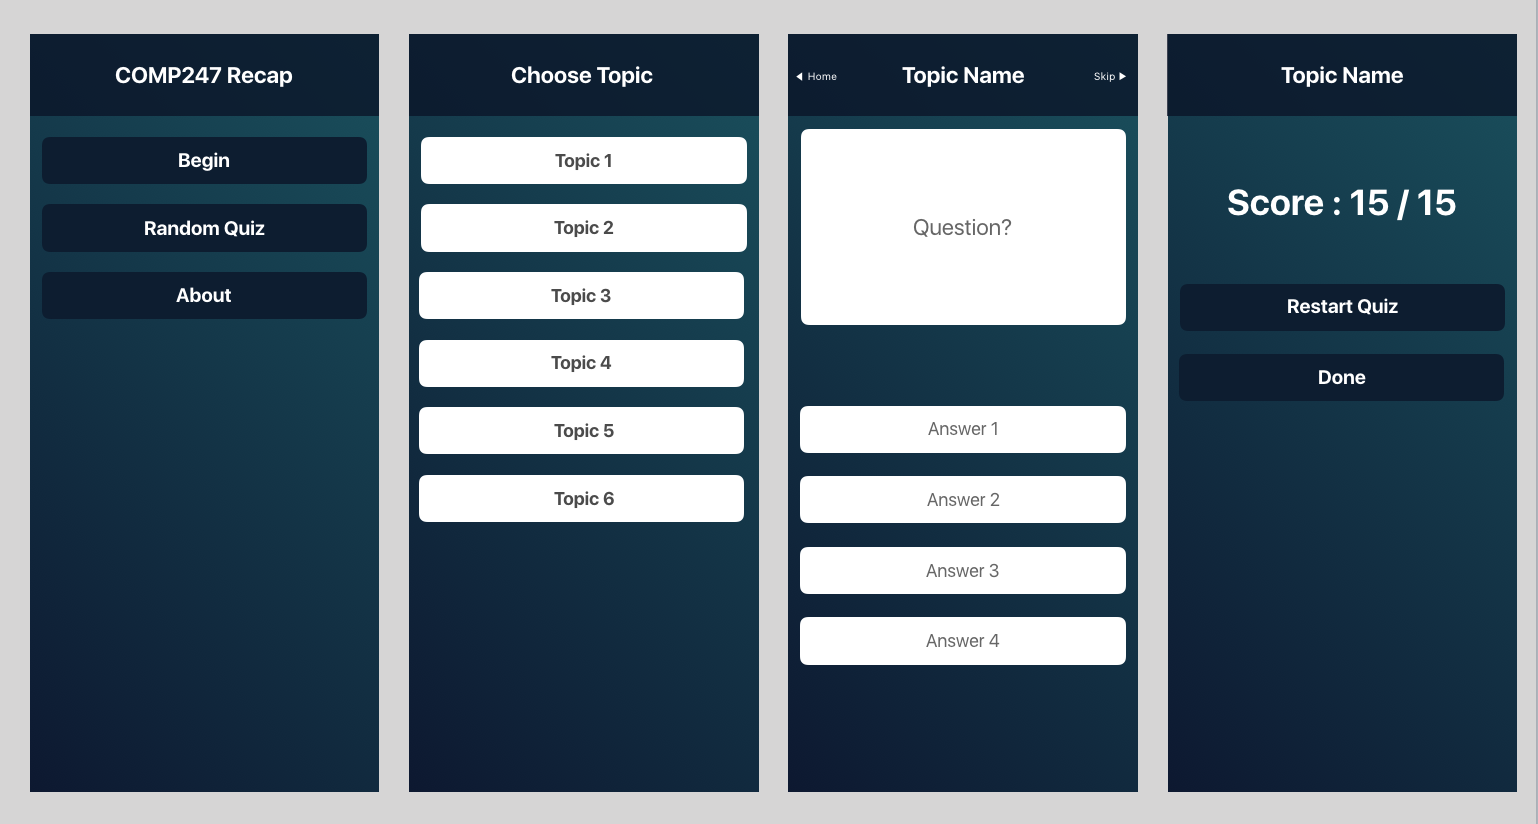 COMP247 Recap
Begin
Random Quiz
About
Choose Topic
Topic 1
Topic 2
Topic 3
Topic 4
Topic 5
Topic 6
Home
Topic Name
Skip
Question?
Answer 1
Answer 2
Answer 3
Answer 4
Topic Name
Score : 15 / 15
Restart Quiz
Done